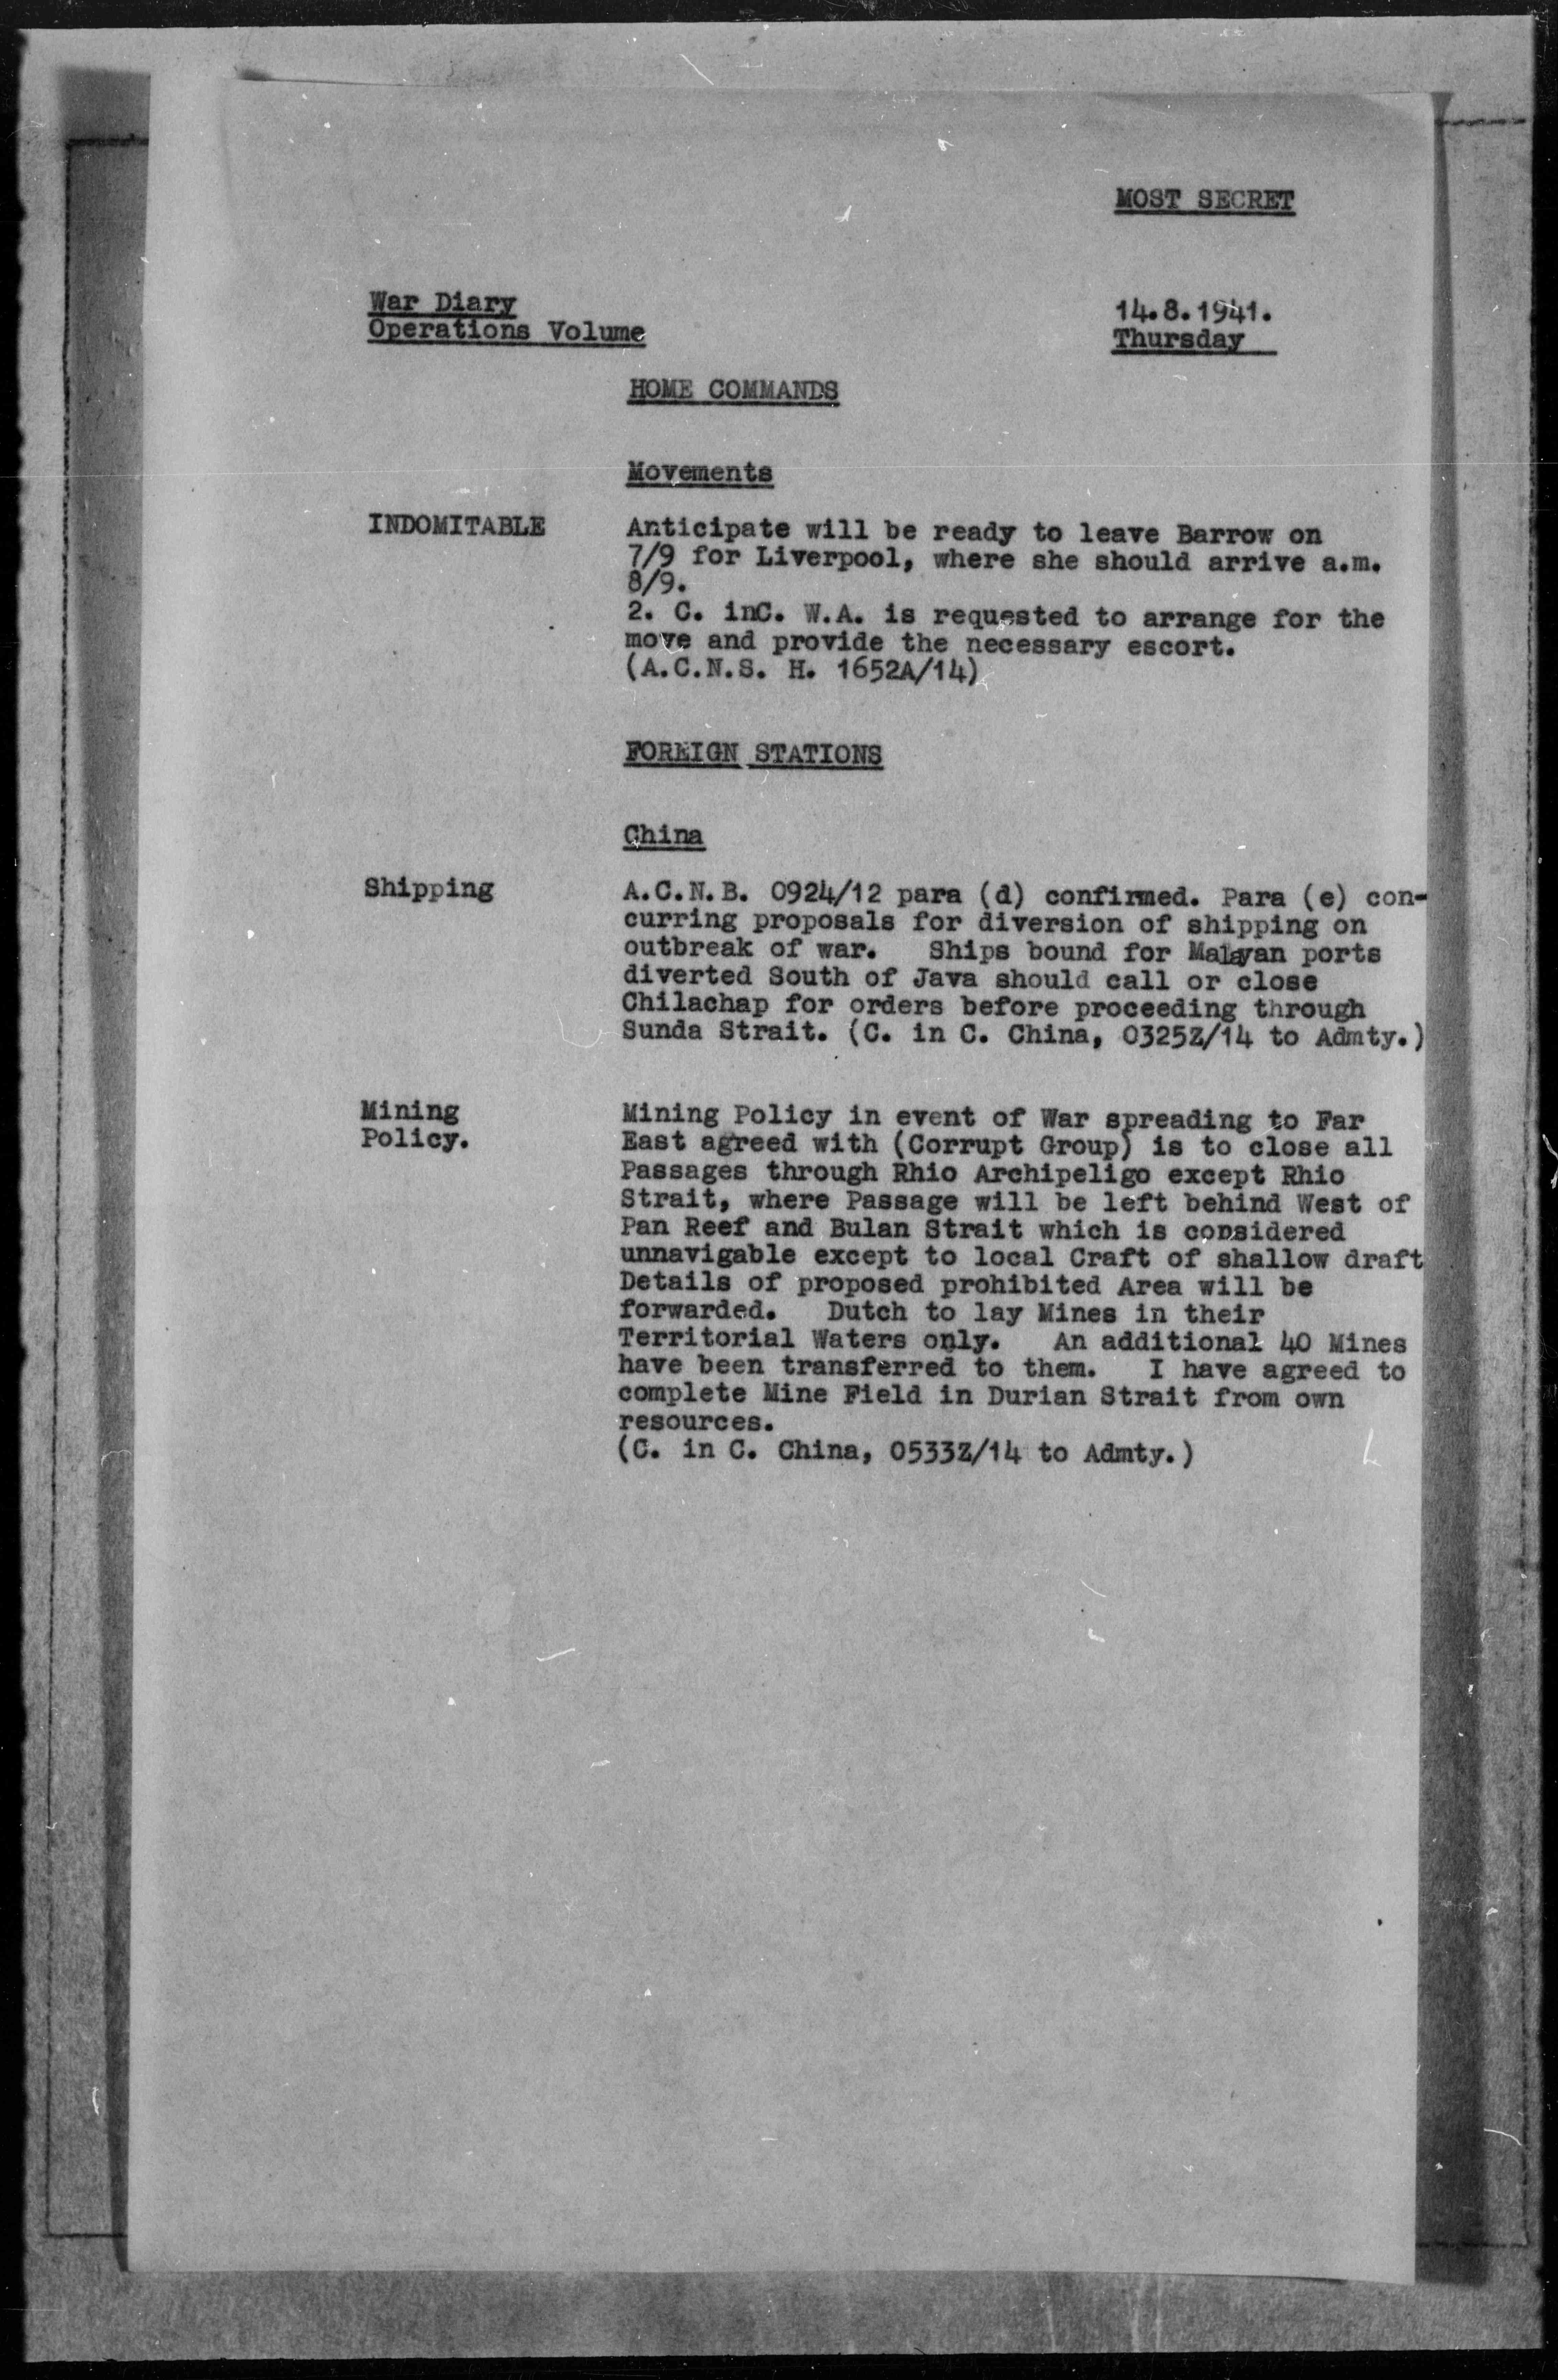 MOST SECRET
War Diary
Operations Volume
14.8.1941.
Thursday
HOME COMMANDS
Movements
INDOMITABLE
Anticipate will be ready to leave Barrow on
7/9 for Liverpool, where she should arrive a.m.
8/9.
2. C. inC. W.A. is requested to arrange for the
move and provide the necessary escort.
(A.C.N.S. H. 1652A/14)
FOREIGN STATIONS
China
Shipping
A.C.N.B. 0924/12 para (d) confirmed. Para (e) con-
curring proposals for diversion of shipping on
outbreak of war. Ships bound for Malayan ports
diverted South of Java should call or close
Chilachap for orders before proceeding through
Sunda Strait. (C. in C. China, 0325Z/14 to Admty.)
Mining
Policy.
Mining Policy in event of War spreading to Far
East agreed with (Corrupt Group) is to close all
Passages through Rhio Archipeligo except Rhio
Strait, where Passage will be left behind West of
Pan Reef and Bulan Strait which is considered
unnavigable except to local Craft of shallow draft
Details of proposed prohibited Area will be
forwarded. Dutch to lay Mines in their
Territorial Waters only. An additional 40 Mines
have been transferred to them. I have agreed to
complete Mine Field in Durian Strait from own
resources.
(C. in C. China, 0533Z/14 to Admty.)